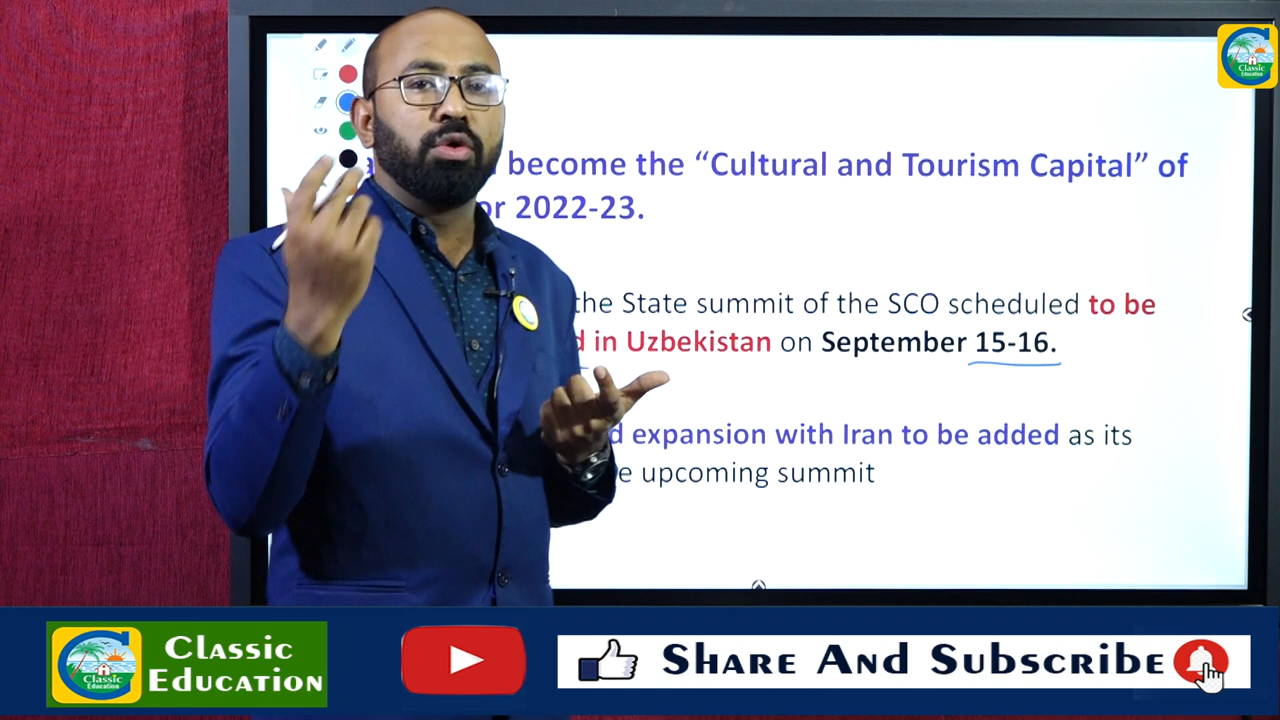 Classic
Education
become the “Cultural and Tourism Capital” of
or 2022-23.
the State summit of the SCO scheduled to be
d in Uzbekistan on September 15-16.
d expansion with Iran to be added as its
e upcoming summit
Classic
Education
Classic
Education
Share And Subscribe